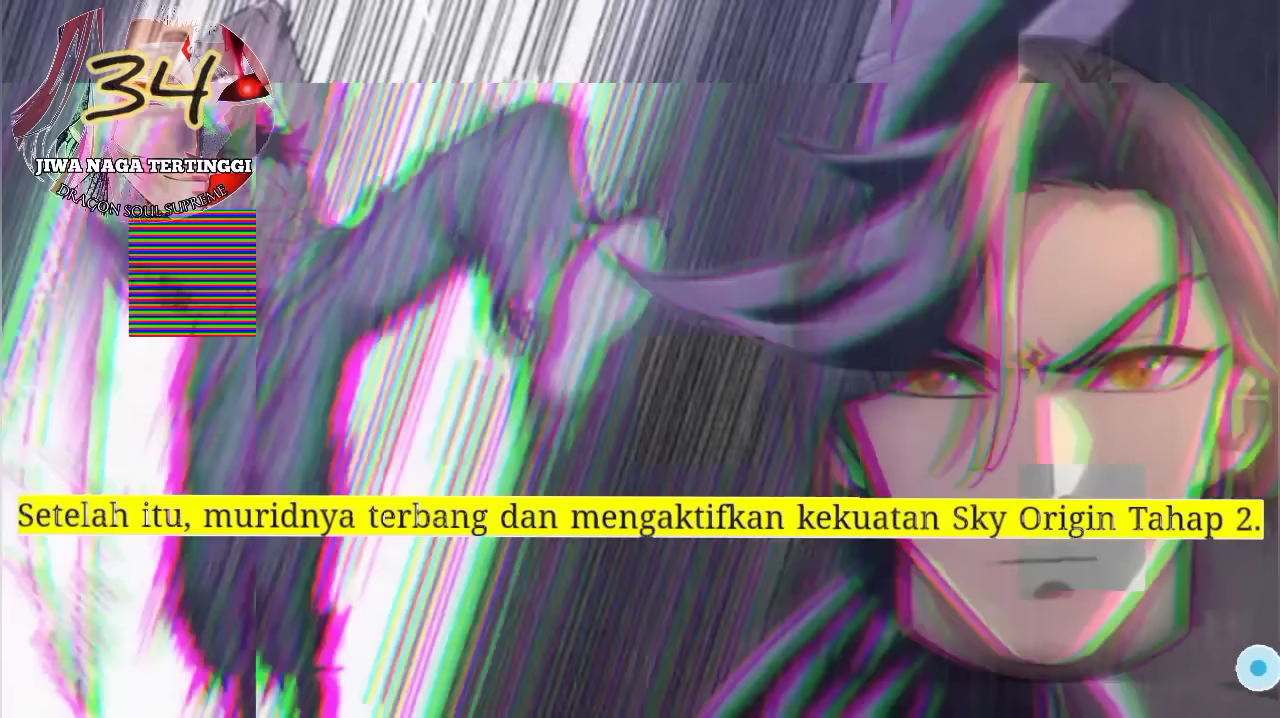 34
JIWA NAGA TERTINGGI
DRAGON SOUL SUPREME
Setelah itu, muridnya terbang dan mengaktifkan kekuatan Sky Origin Tahap 2.